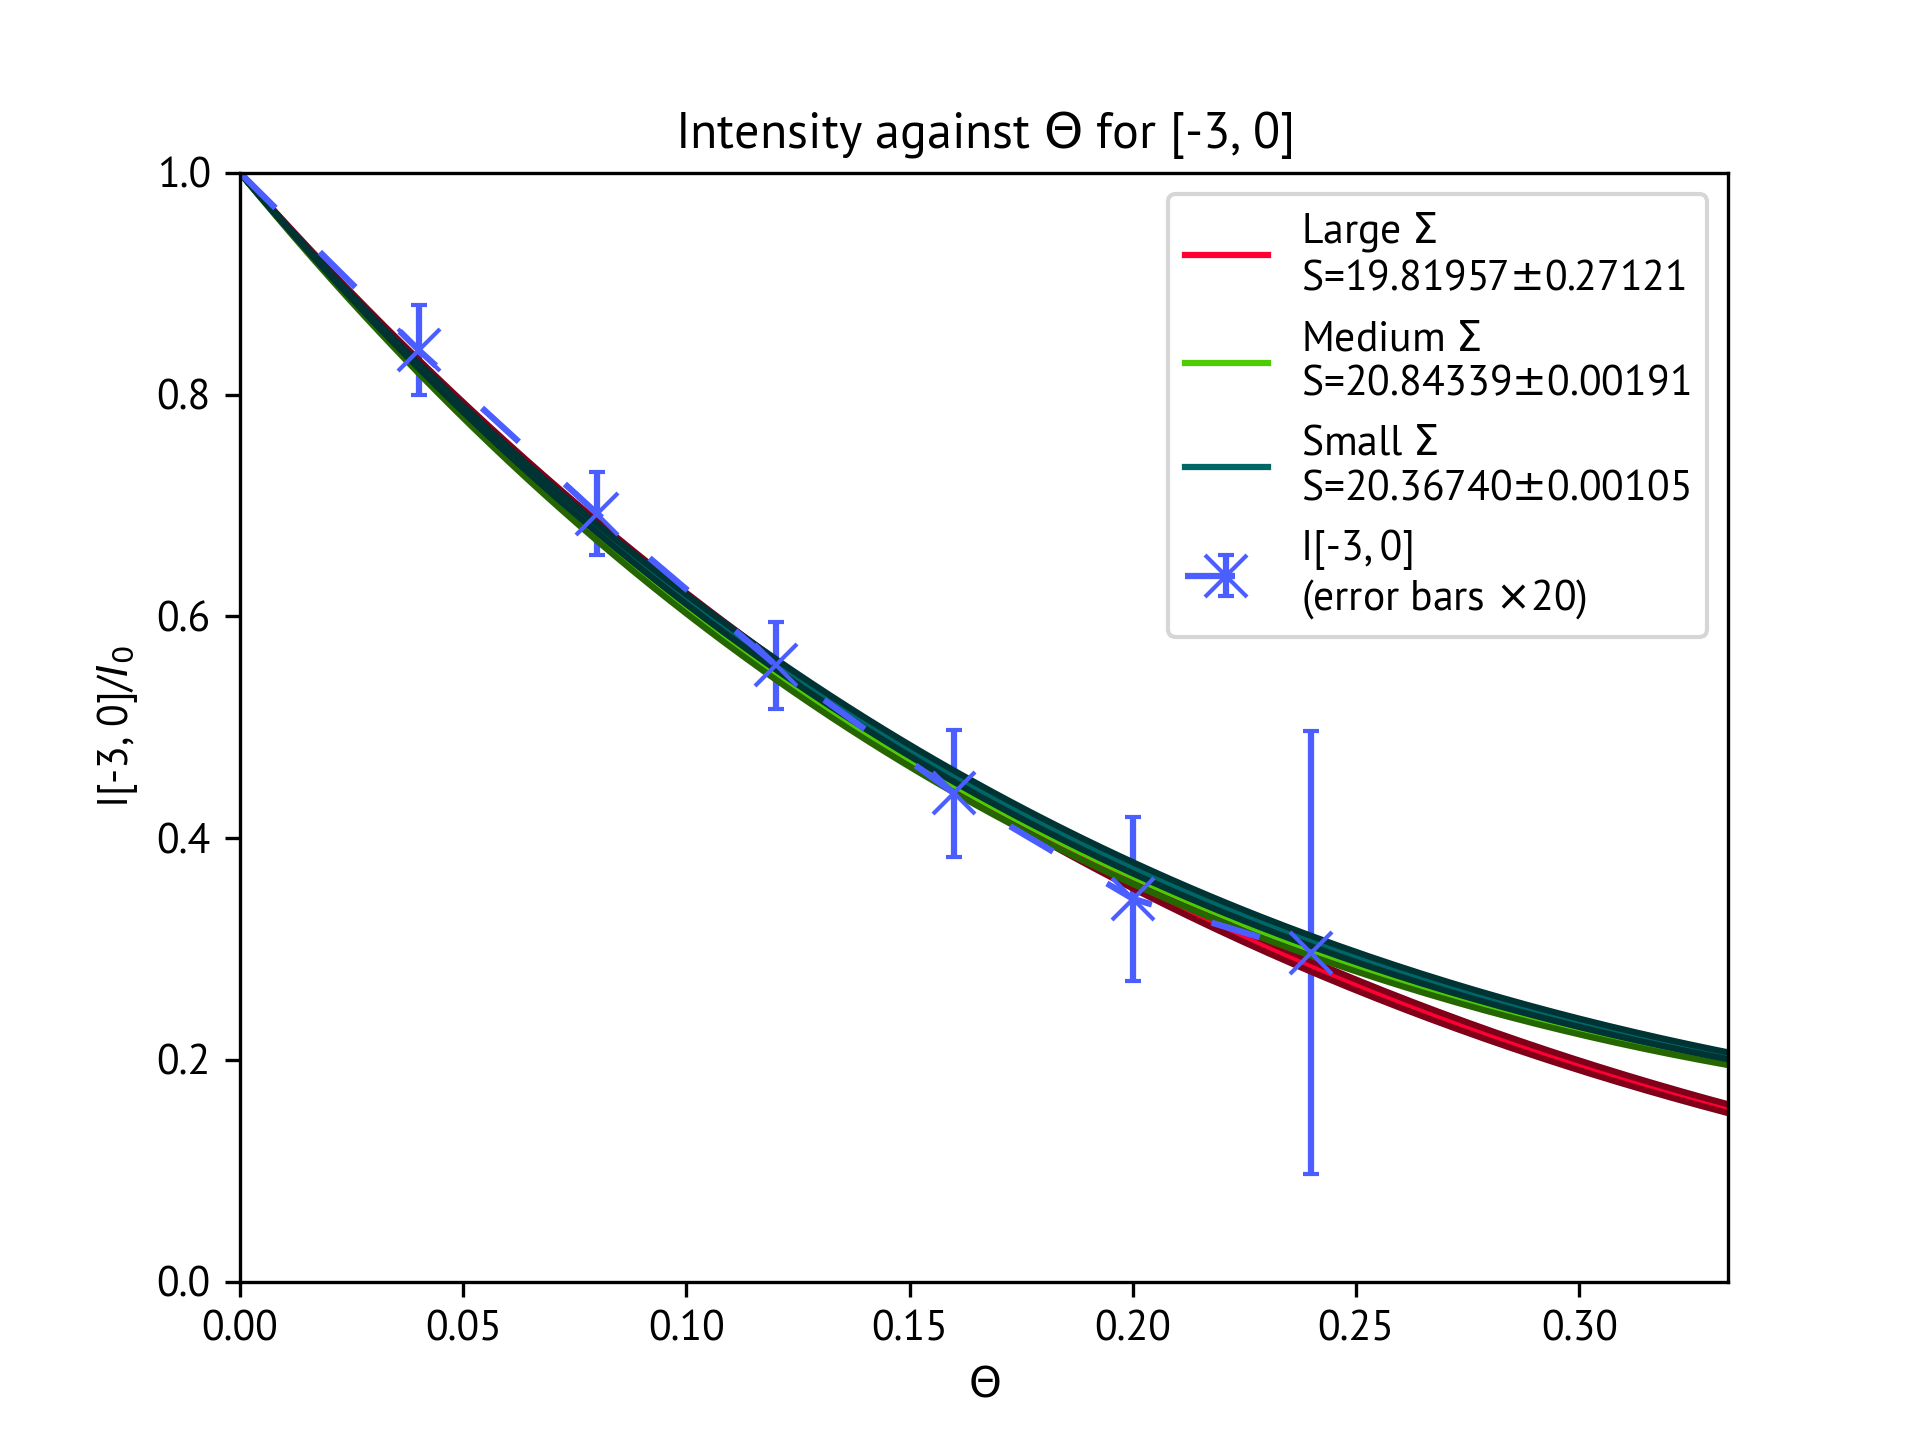 Intensity against Θ for [-3, 0]
1.0
0.8
0.6
0.4
0.2
0.0
I[-3, 0]/I₀
Large Σ
S=19.81957±0.27121
Medium Σ
S=20.84339±0.00191
Small Σ
S=20.36740±0.00105
I[-3, 0]
(error bars ×20)
0.00 0.05 0.10 0.15 0.20 0.25 0.30
Θ